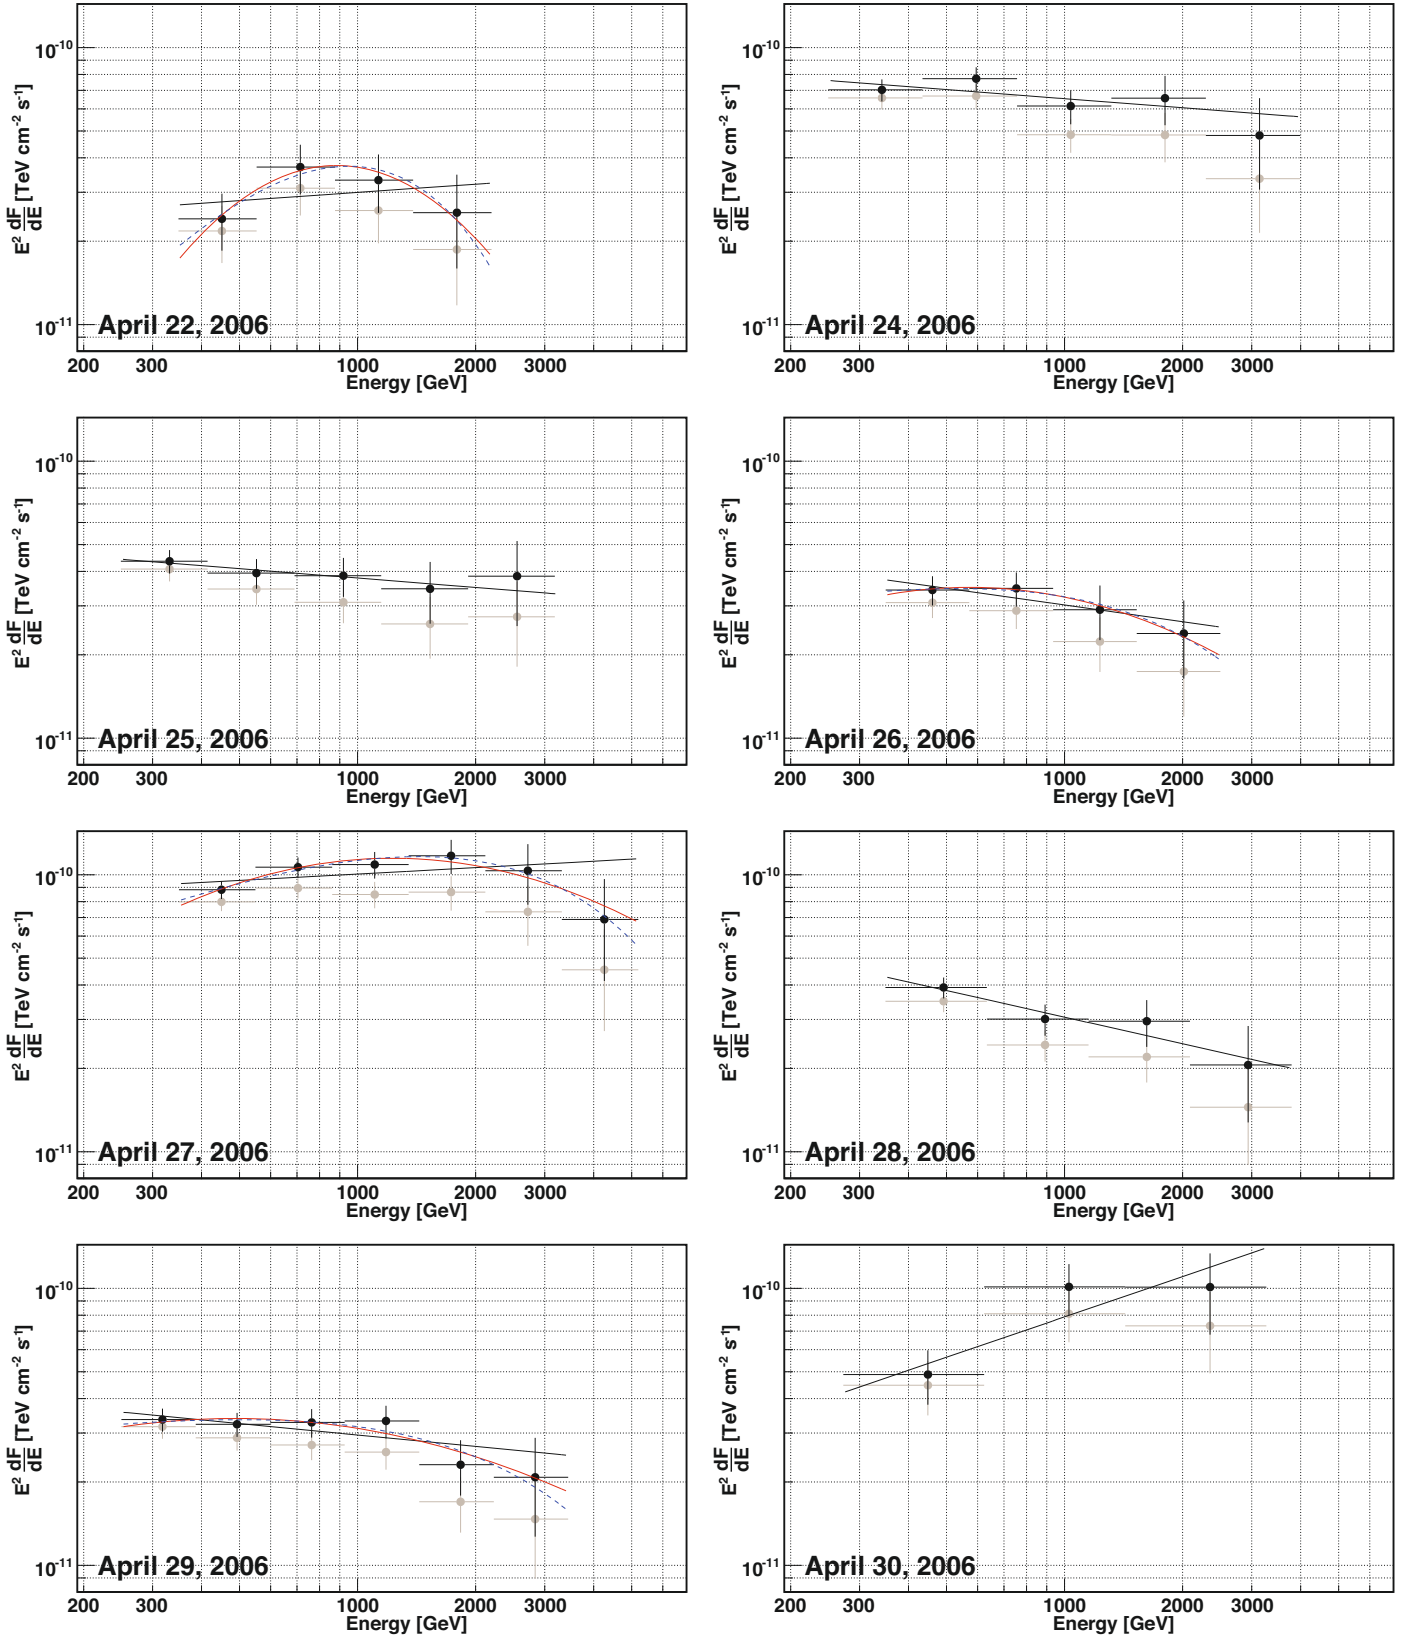 10-10
E2 dF/dE [TeV cm-2 s-1]
10-11
April 22, 2006
200 300 1000 2000 3000
Energy [GeV]
10-10
E2 dF/dE [TeV cm-2 s-1]
10-11
April 24, 2006
200 300 1000 2000 3000
Energy [GeV]
10-10
E2 dF/dE [TeV cm-2 s-1]
10-11
April 25, 2006
200 300 1000 2000 3000
Energy [GeV]
10-10
E2 dF/dE [TeV cm-2 s-1]
10-11
April 26, 2006
200 300 1000 2000 3000
Energy [GeV]
10-10
E2 dF/dE [TeV cm-2 s-1]
10-11
April 27, 2006
200 300 1000 2000 3000
Energy [GeV]
10-10
E2 dF/dE [TeV cm-2 s-1]
10-11
April 28, 2006
200 300 1000 2000 3000
Energy [GeV]
10-10
E2 dF/dE [TeV cm-2 s-1]
10-11
April 29, 2006
200 300 1000 2000 3000
Energy [GeV]
10-10
E2 dF/dE [TeV cm-2 s-1]
10-11
April 30, 2006
200 300 1000 2000 3000
Energy [GeV]